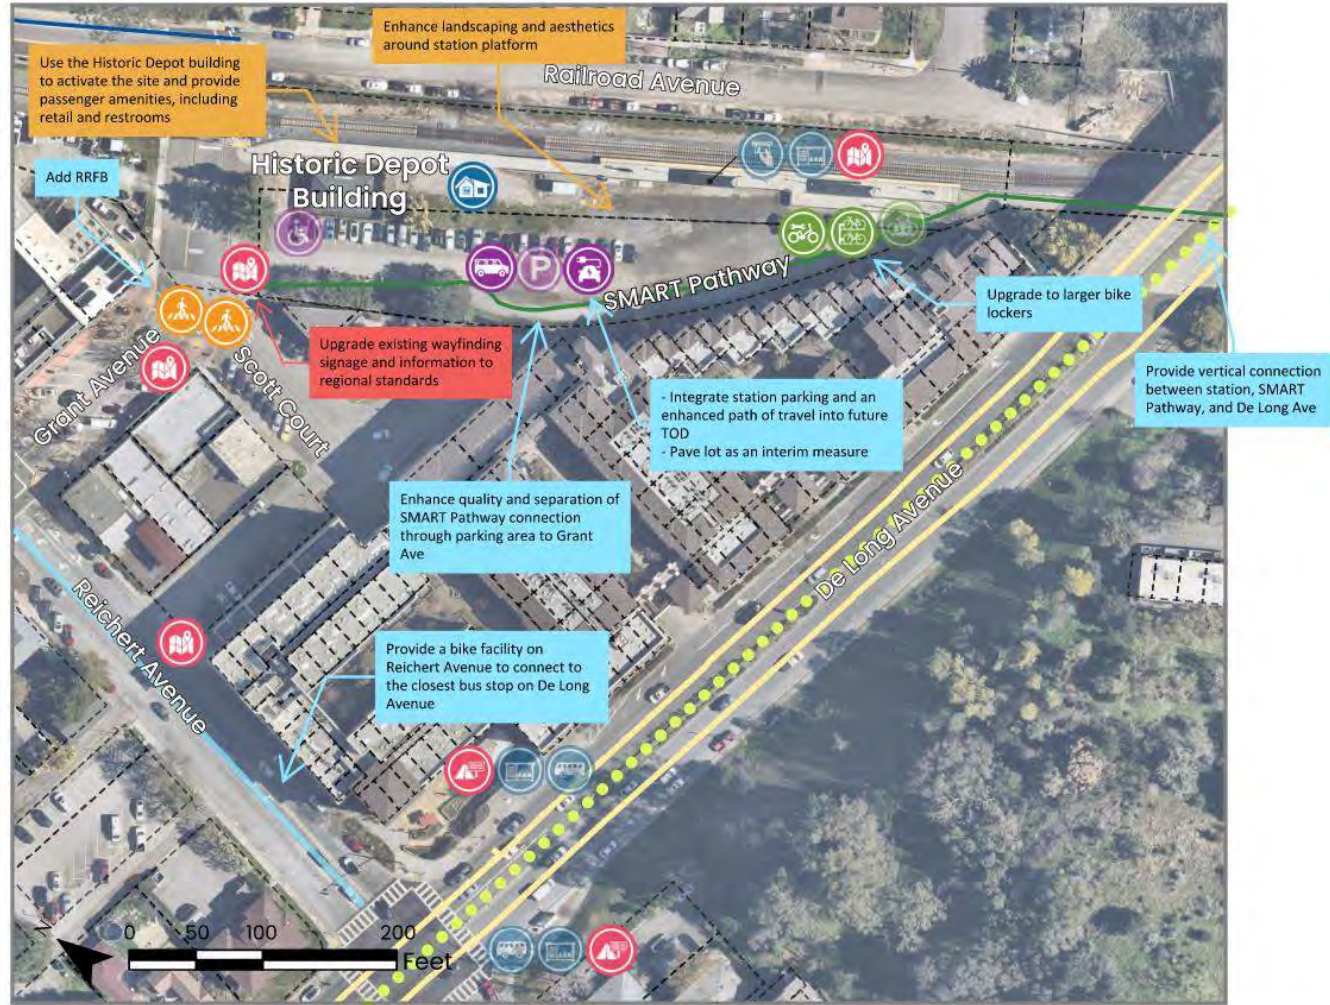 Enhance landscaping and aesthetics
around station platform
Use the Historic Depot building
to activate the site and provide
passenger amenities, including
retail and restrooms
Railroad Avenue
Historic Depot
Building
Add RRFB
P
SMART Pathway
Upgrade to larger bike
lockers
Upgrade existing wayfinding
signage and information to
regional standards
Grant Avenue
Scott Court
Provide vertical connection
between station, SMART
Pathway, and De Long Ave
- Integrate station parking and an
enhanced path of travel into future
TOD
- Pave lot as an interim measure
Enhance quality and separation of
SMART Pathway connection
through parking area to Grant
Ave
De Long Avenue
Reichert Avenue
Provide a bike facility on
Reichert Avenue to connect to
the closest bus stop on De Long
Avenue
N
0 50 100 200
Feet